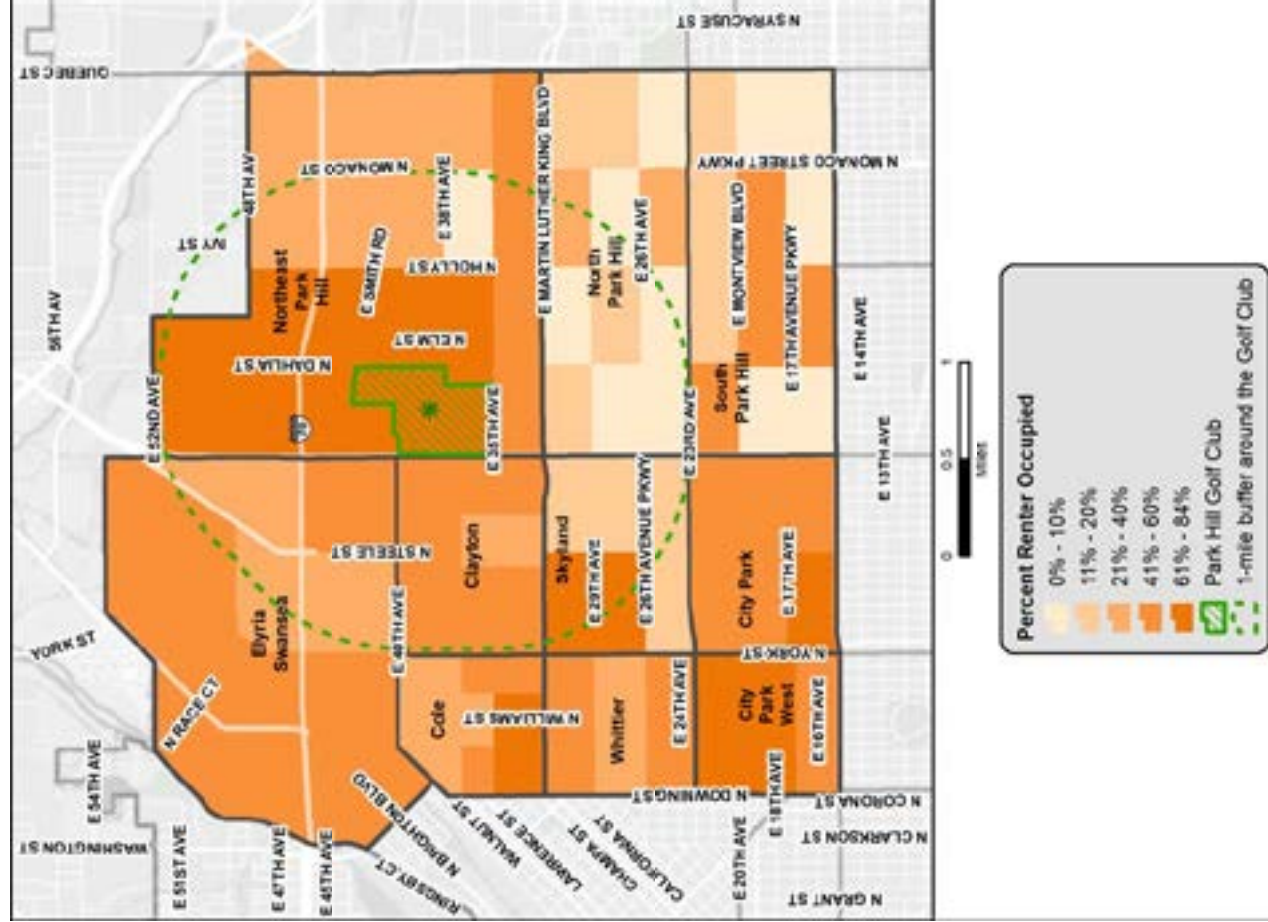 N SYRACUSE ST
QUEBEC ST
56TH AV
48TH AV
IVY ST
N MONACO ST
E 38TH AVE
E MARTIN LUTHER KING BLVD
N MONACO STREET PKWY
E 52ND AVE
Northeast
Park
Hill
E SMITH RD
N HOLLY ST
North
Park Hill
E 26TH AVE
E MONTVIEW BLVD
E 17TH AVENUE PKWY
N DAHLIA ST
N ELM ST
70
E 35TH AVE
E 23RD AVE
South
Park Hill
E 14TH AVE
E 13TH AVE
YORK ST
N STEELE ST
Elyria
Swansea
E 40TH AVE
Clayton
Skyland
E 29TH AVE
E 26TH AVENUE PKWY
City Park
E 17TH AVE
N YORK ST
N RACE CT
Cole
N WILLIAMS ST
Whittier
E 24TH AVE
City
Park
West
E 16TH AVE
E 54TH AVE
WASHINGTON ST
E 51ST AVE
E 47TH AVE
E 45TH AVE
N BRIGHTON BLVD
RINGSBY CT
WALNUT ST
LAWRENCE ST
CHAMPA ST
CALIFORNIA ST
N DOWNING ST
E 18TH AVE
E 20TH AVE
N CORONA ST
N CLARKSON ST
N GRANT ST
0 0.5 1
Miles
Percent Renter Occupied
0% - 10%
11% - 20%
21% - 40%
41% - 60%
61% - 84%
Park Hill Golf Club
1-mile buffer around the Golf Club